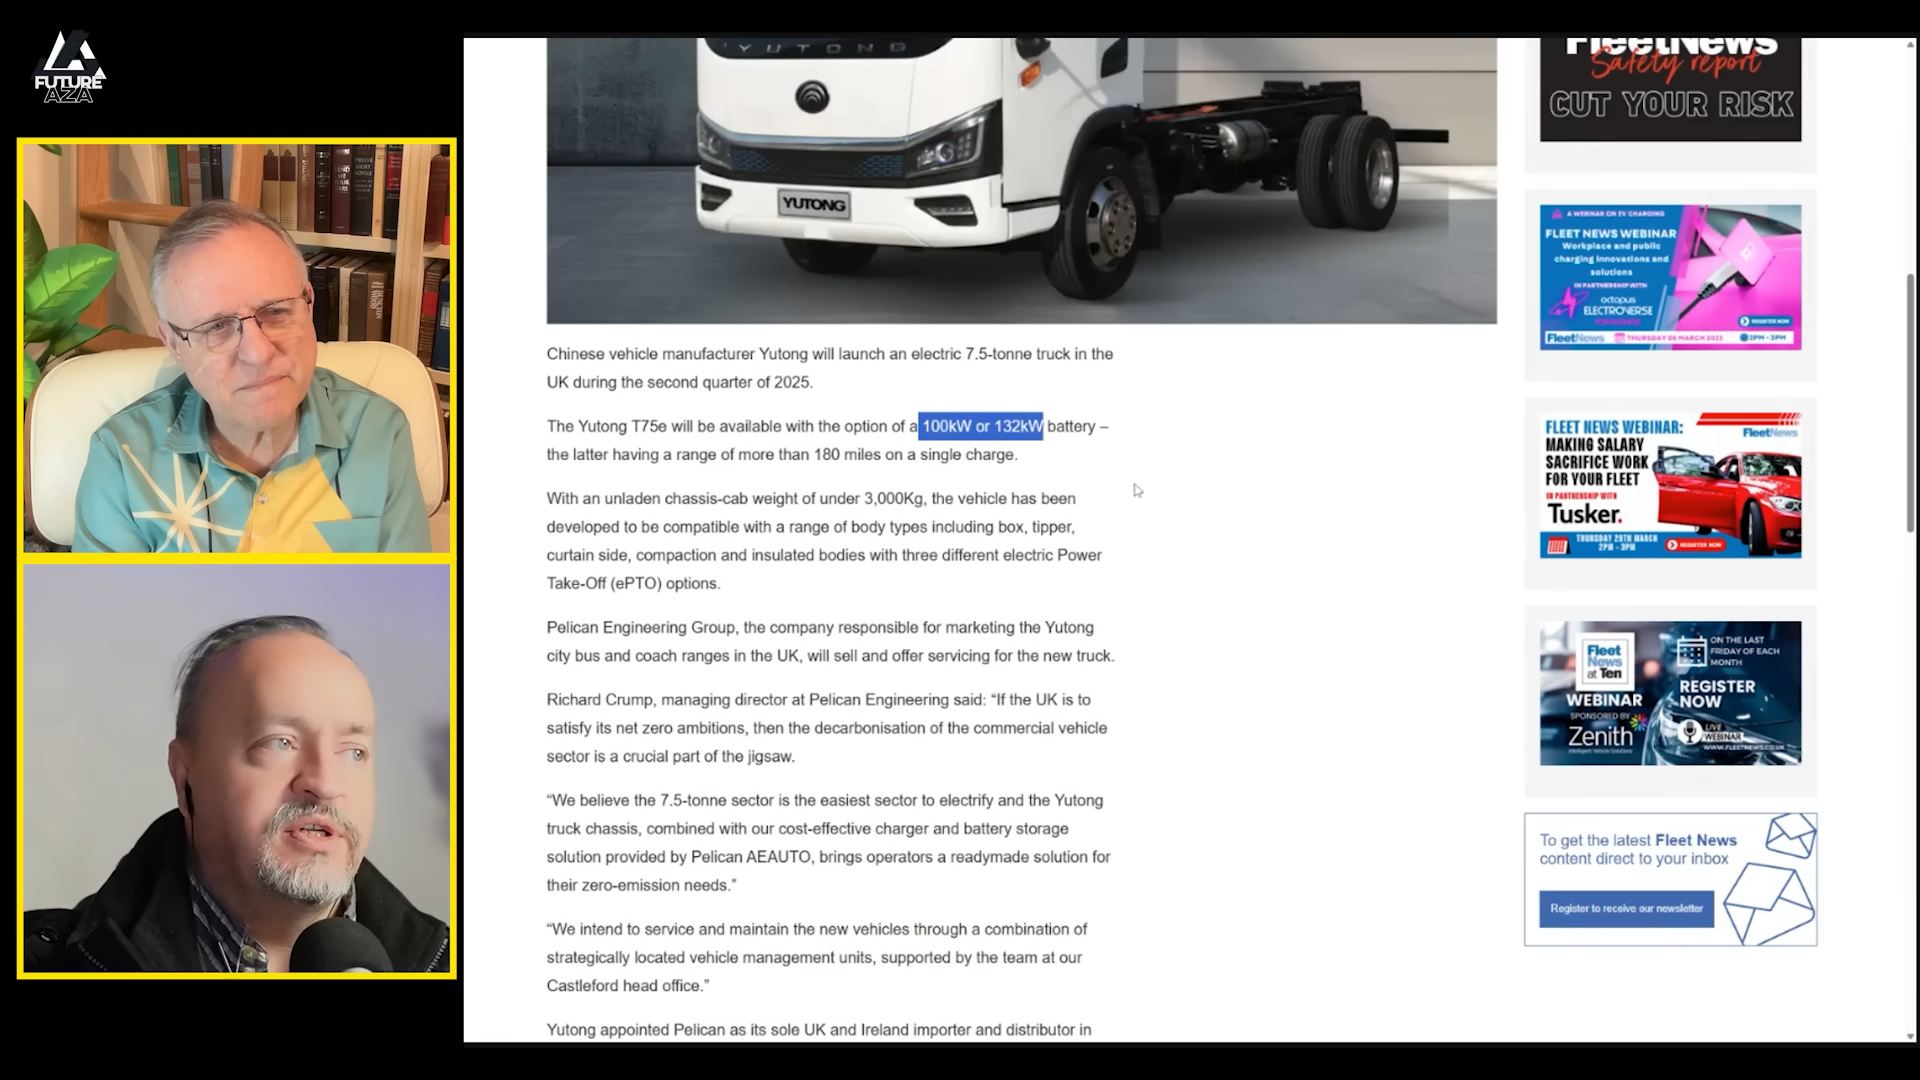 FUTURE
AZA
YUTONG
YUTONG
Chinese vehicle manufacturer Yutong will launch an electric 7.5-tonne truck in the
UK during the second quarter of 2025.
The Yutong T75e will be available with the option of a 100kW or 132kW battery –
the latter having a range of more than 180 miles on a single charge.
With an unladen chassis-cab weight of under 3,000Kg, the vehicle has been
developed to be compatible with a range of body types including box, tipper,
curtain side, compaction and insulated bodies with three different electric Power
Take-Off (ePTO) options.
Pelican Engineering Group, the company responsible for marketing the Yutong
city bus and coach ranges in the UK, will sell and offer servicing for the new truck.
Richard Crump, managing director at Pelican Engineering said: “If the UK is to
satisfy its net zero ambitions, then the decarbonisation of the commercial vehicle
sector is a crucial part of the jigsaw.
“We believe the 7.5-tonne sector is the easiest sector to electrify and the Yutong
truck chassis, combined with our cost-effective charger and battery storage
solution provided by Pelican AEAUTO, brings operators a readymade solution for
their zero-emission needs.”
“We intend to service and maintain the new vehicles through a combination of
strategically located vehicle management units, supported by the team at our
Castleford head office.”
Yutong appointed Pelican as its sole UK and Ireland importer and distributor in
FleetNews
Safety report
CUT YOUR RISK
A WEBINAR ON EV CHARGING
FLEET NEWS WEBINAR
Workplace and public
charging innovations and
solutions
IN PARTNERSHIP WITH
octopus
ELECTROVERSE
REGISTER NOW
FleetNews
THURSDAY 06 MARCH 2025
2PM - 3PM
FLEET NEWS WEBINAR:
FleetNews
MAKING SALARY
SACRIFICE WORK
FOR YOUR FLEET
IN PARTNERSHIP WITH
Tusker.
THURSDAY 20TH MARCH
2PM - 3PM
REGISTER NOW
Fleet
News
at Ten
WEBINAR
SPONSORED BY
Zenith
ON THE LAST
FRIDAY OF EACH
MONTH
REGISTER
NOW
LIVE
WEBINAR
WWW.FLEETNEWS.CO.UK
To get the latest Fleet News
content direct to your inbox
Register to receive our newsletter